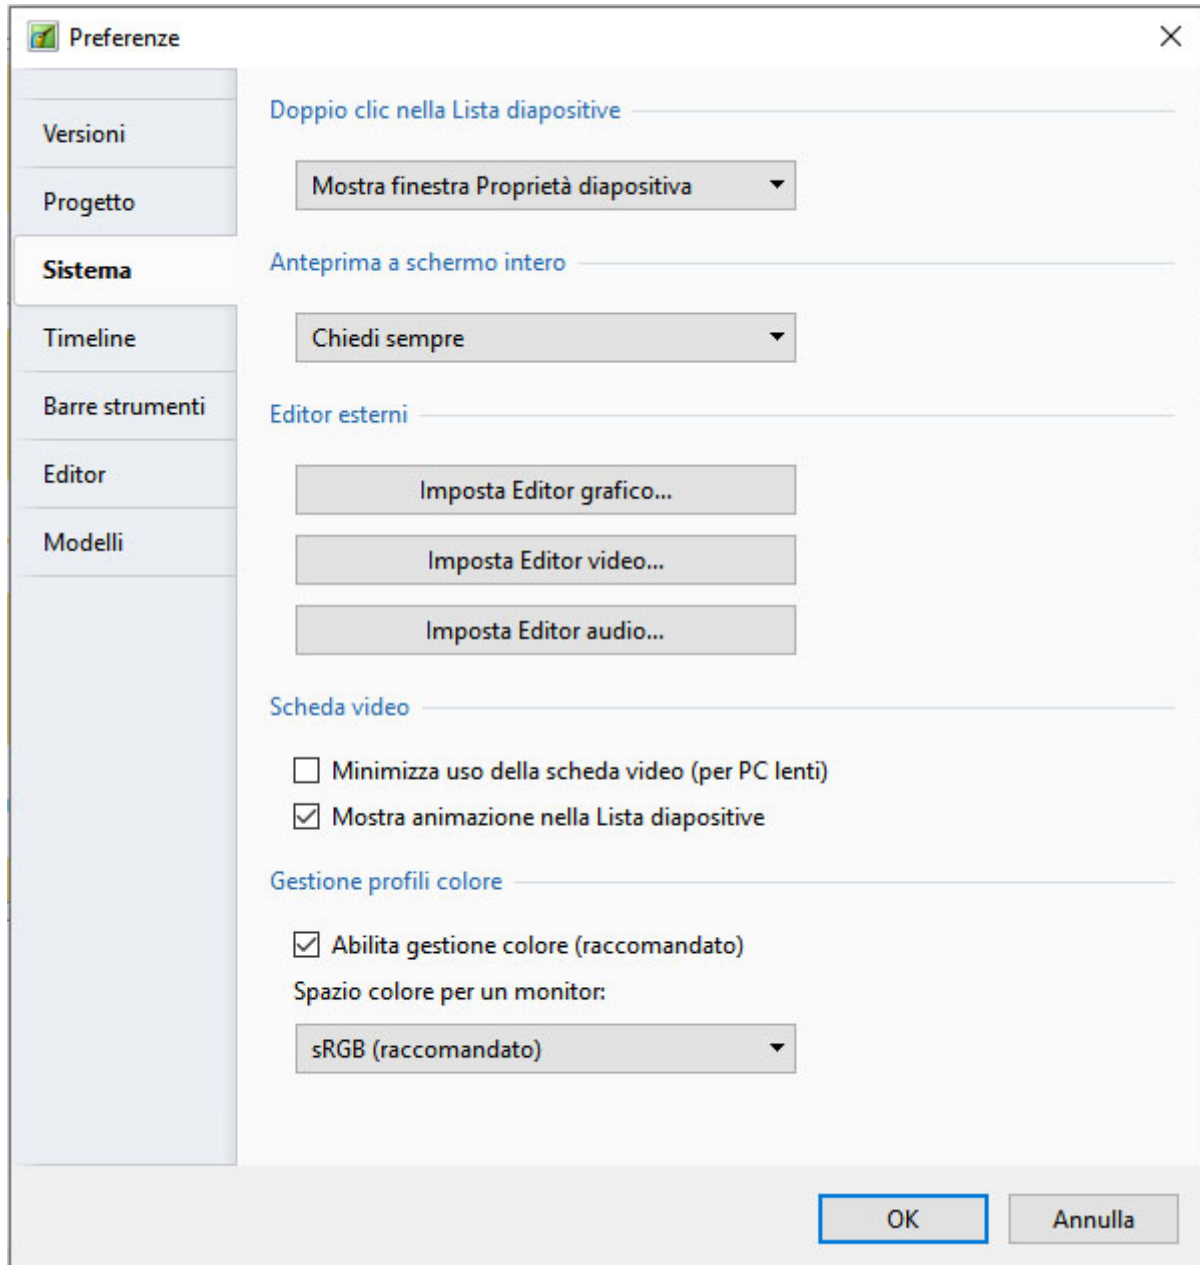 Preferenze
Versioni
Progetto
Sistema
Timeline
Barre strumenti
Editor
Modelli
Doppio clic nella Lista diapositive
Mostra finestra Proprietà diapositiva
Anteprima a schermo intero
Chiedi sempre
Editor esterni
Imposta Editor grafico...
Imposta Editor video...
Imposta Editor audio...
Scheda video
Minimizza uso della scheda video (per PC lenti)
Mostra animazione nella Lista diapositive
Gestione profili colore
Abilita gestione colore (raccomandato)
Spazio colore per un monitor:
sRGB (raccomandato)
OK
Annulla